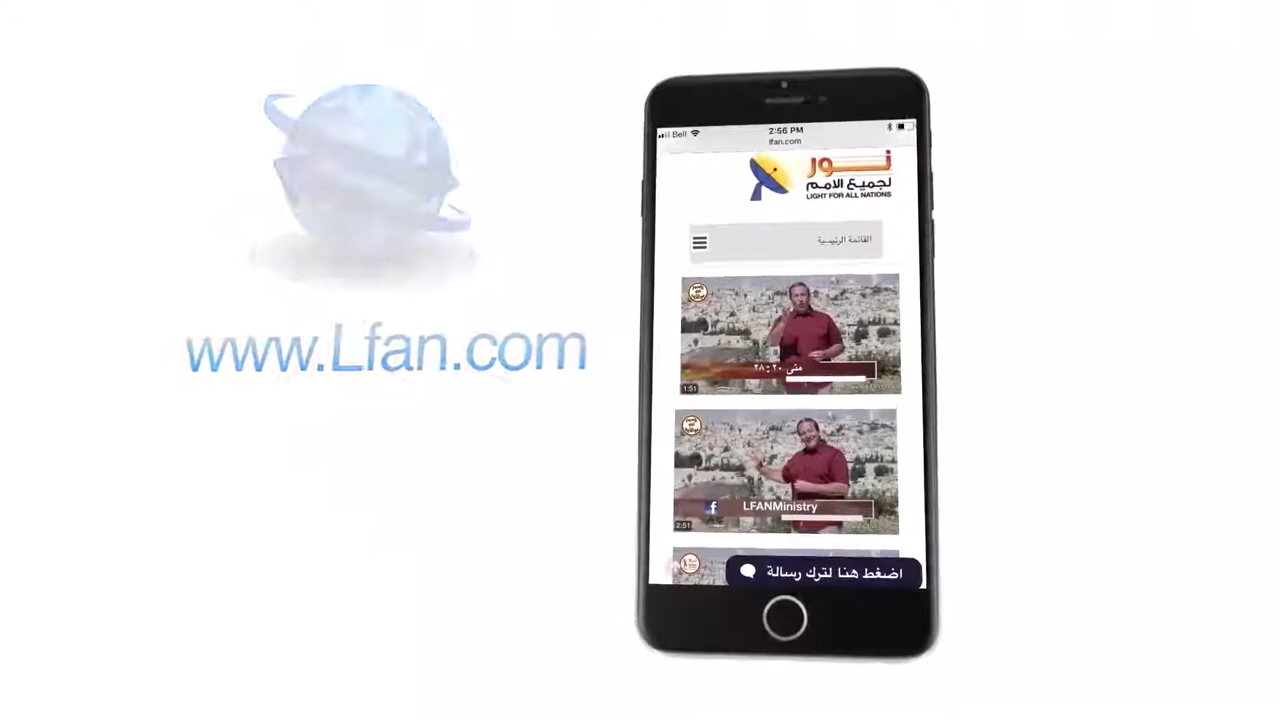 www.Lfan.com
Bell
2:56 PM
lfan.com
نور
لجميع الامم
LIGHT FOR ALL NATIONS
القائمة الرئيسية
متى ٢٠ : ٢٨
1:51
LFANMinistry
2:51
اضغط هنا لترك رسالة